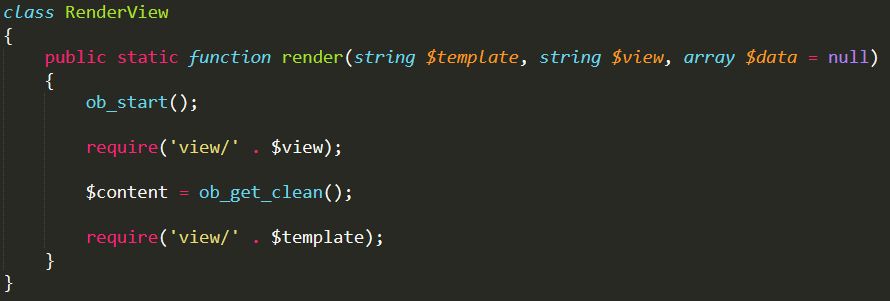 class RenderView
{
    public static function render(string $template, string $view, array $data = null)
    {
        ob_start();
        require('view/' . $view);
        $content = ob_get_clean();
        require('view/' . $template);
    }
}